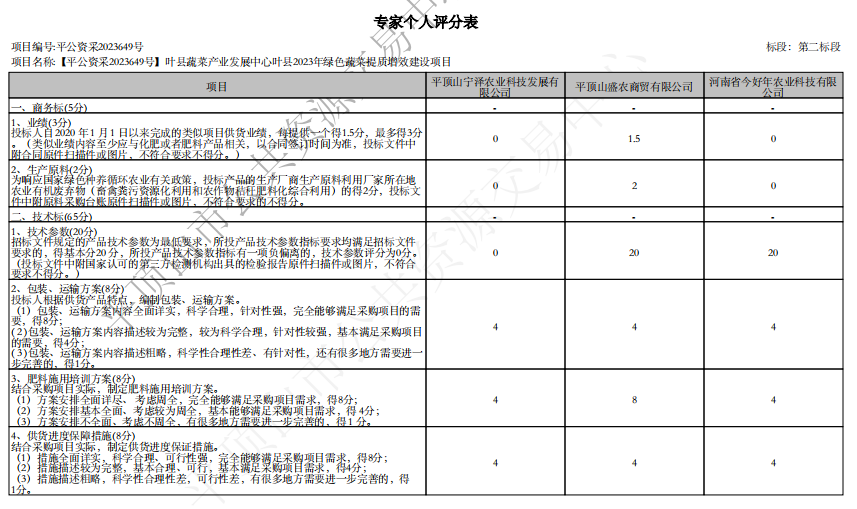 专家个人评分表
项目编号:平公资采2023649号
标段：第二标段
项目名称:【平公资采2023649号】叶县蔬菜产业发展中心叶县2023年绿色蔬菜提质增效建设项目
项目
平顶山宁泽农业科技发展有
限公司
平顶山盛农商贸有限公司
河南省今好年农业科技有限
公司
一、商务标(5分)
-
-
-
1、业绩(3分)
投标人自 2020 年 1 月 1 日以来完成的类似项目供货业绩，每提供一个得1.5分，最多得3分
。（类似业绩内容至少应与化肥或者肥料产品相关，以合同签订时间为准，投标文件中
附合同原件扫描件或图片，不符合要求不得分。）
0
1.5
0
2、生产原料(2分)
为响应国家绿色种养循环农业有关政策，投标产品的生产厂商生产原料利用厂家所在地
农业有机废弃物（畜禽粪污资源化利用和农作物秸秆肥料化综合利用）的得2分，投标文
件中附原料采购台账原件扫描件或图片，不符合要求的不得分。
0
2
0
二、技术标(65分)
-
-
-
1、技术参数(20分)
招标文件规定的产品技术参数为最低要求，所投产品技术参数指标要求均满足招标文件
要求的，得基本分20 分，所投产品技术参数指标有一项负偏离的，技术参数评分为0分。
（投标文件中附国家认可的第三方检测机构出具的检验报告原件扫描件或图片，不符合
要求不得分。）
0
20
20
2、包装、运输方案(8分)
投标人根据供货产品特点，编制包装、运输方案。
（1）包装、运输方案内容全面详实，科学合理，针对性强，完全能够满足采购项目的需
要，得8分；
(2)包装、运输方案内容描述较为完整，较为科学合理，针对性较强，基本满足采购项目
的需要，得4分；
(3)包装、运输方案内容描述粗略，科学性合理性差、有针对性，还有很多地方需要进一
步完善的，得1分。
4
4
4
3、肥料施用培训方案(8分)
结合采购项目实际，制定肥料施用培训方案。
（1）方案安排全面详尽、 考虑周全，完全能够满足采购项目需求，得8分；
（2）方案安排基本全面、考虑较为周全，基本能够满足采购项目需求，得 4分；
（3）方案安排不全面、考虑不周全，有很多地方需要进一步完善的，得 1 分。
4
8
4
4、供货进度保障措施(8分)
结合采购项目实际，制定供货进度保证措施。
（1）措施全面详实，科学合理、可行性强，完全能够满足采购项目需求，得8分；
（2）措施描述较为完整，基本合理、可行，基本满足采购项目需求，得4分；
（3）措施描述粗略，科学性合理性差，可行性差，有很多地方需要进一步完善的，得
1分。
4
4
4
平顶山市公共资源交易中心